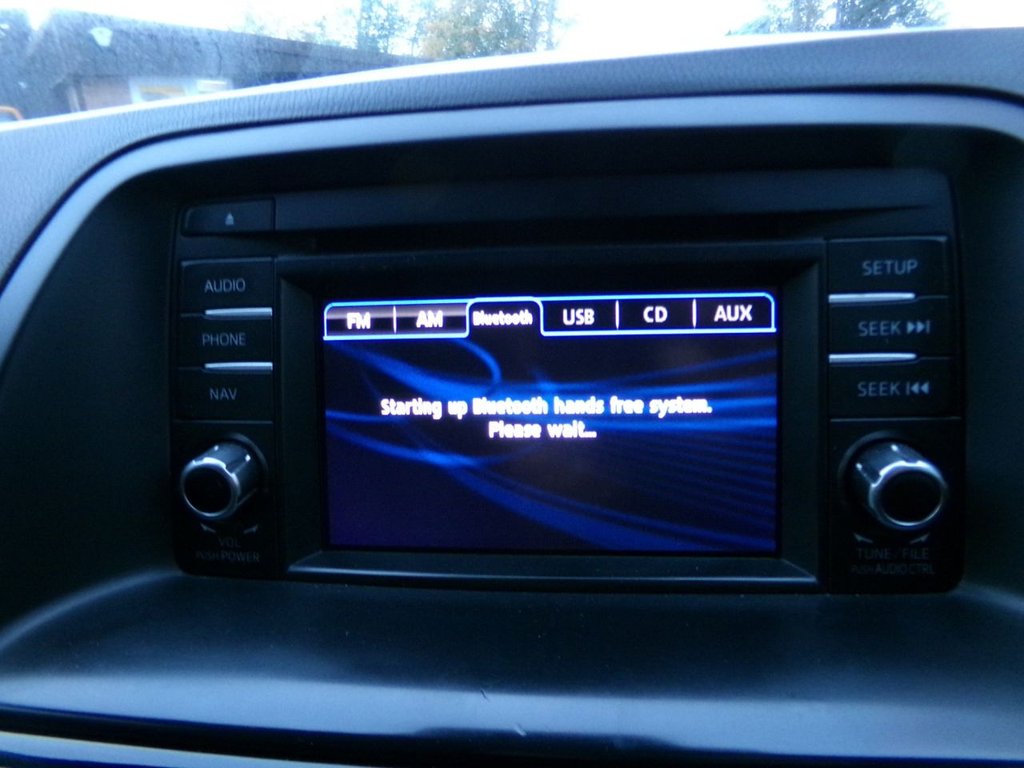 AUDIO
PHONE
NAV
VOL
PUSH POWER
FM AM Bluetooth USB CD AUX
Starting up Bluetooth hands free system.
Please wait...
SETUP
SEEK
SEEK
TUNE / FILE
PUSH AUDIO CTRL